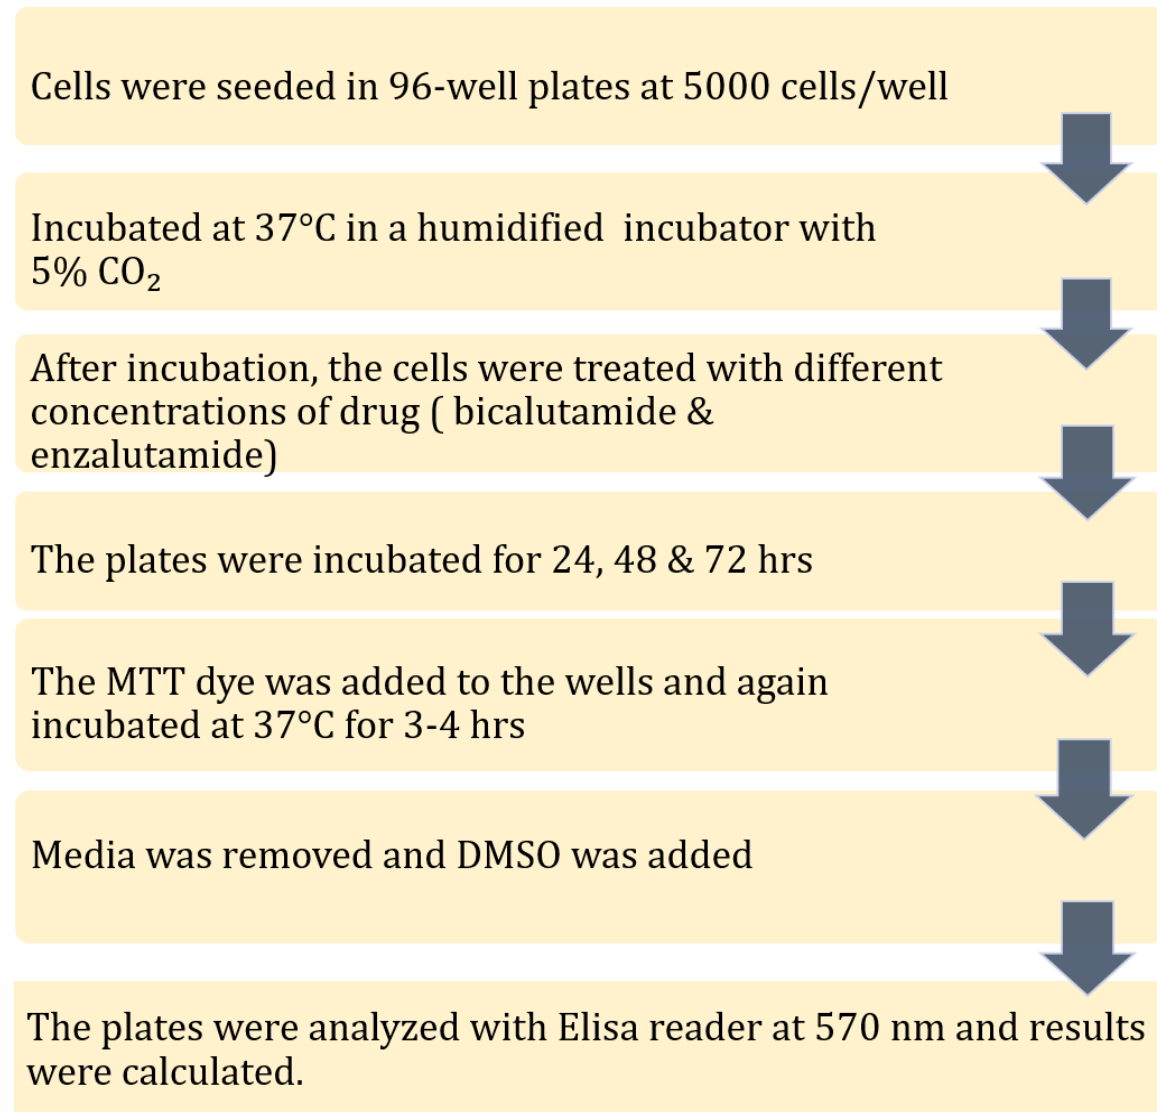 Cells were seeded in 96-well plates at 5000 cells/well
Incubated at 37°C in a humidified  incubator with
5% CO₂
After incubation, the cells were treated with different
concentrations of drug ( bicalutamide &
enzalutamide)
The plates were incubated for 24, 48 & 72 hrs
The MTT dye was added to the wells and again
incubated at 37°C for 3-4 hrs
Media was removed and DMSO was added
The plates were analyzed with Elisa reader at 570 nm and results
were calculated.